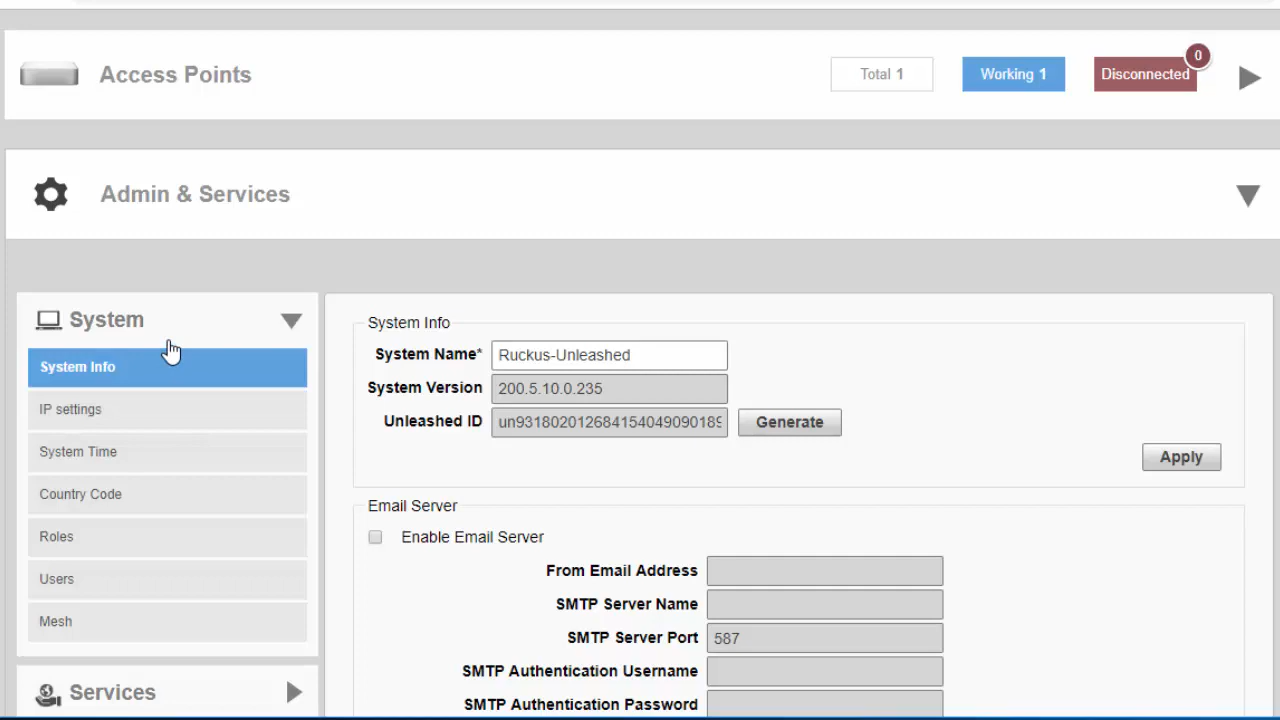 Access Points
Total 1
Working 1
Disconnected
0
Admin & Services
System
System Info
IP settings
System Time
Country Code
Roles
Users
Mesh
Services
System Info
System Name* Ruckus-Unleashed
System Version 200.5.10.0.235
Unleashed ID un931802012684154049090189 Generate
Apply
Email Server
Enable Email Server
From Email Address
SMTP Server Name
SMTP Server Port 587
SMTP Authentication Username
SMTP Authentication Password